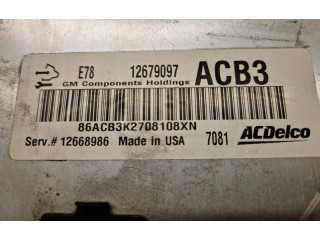 E78 12679097 ACB3
GM Components Holdings
86ACB3K2708108XN
Serv.# 12668986 Made in USA 7081 ACDelco